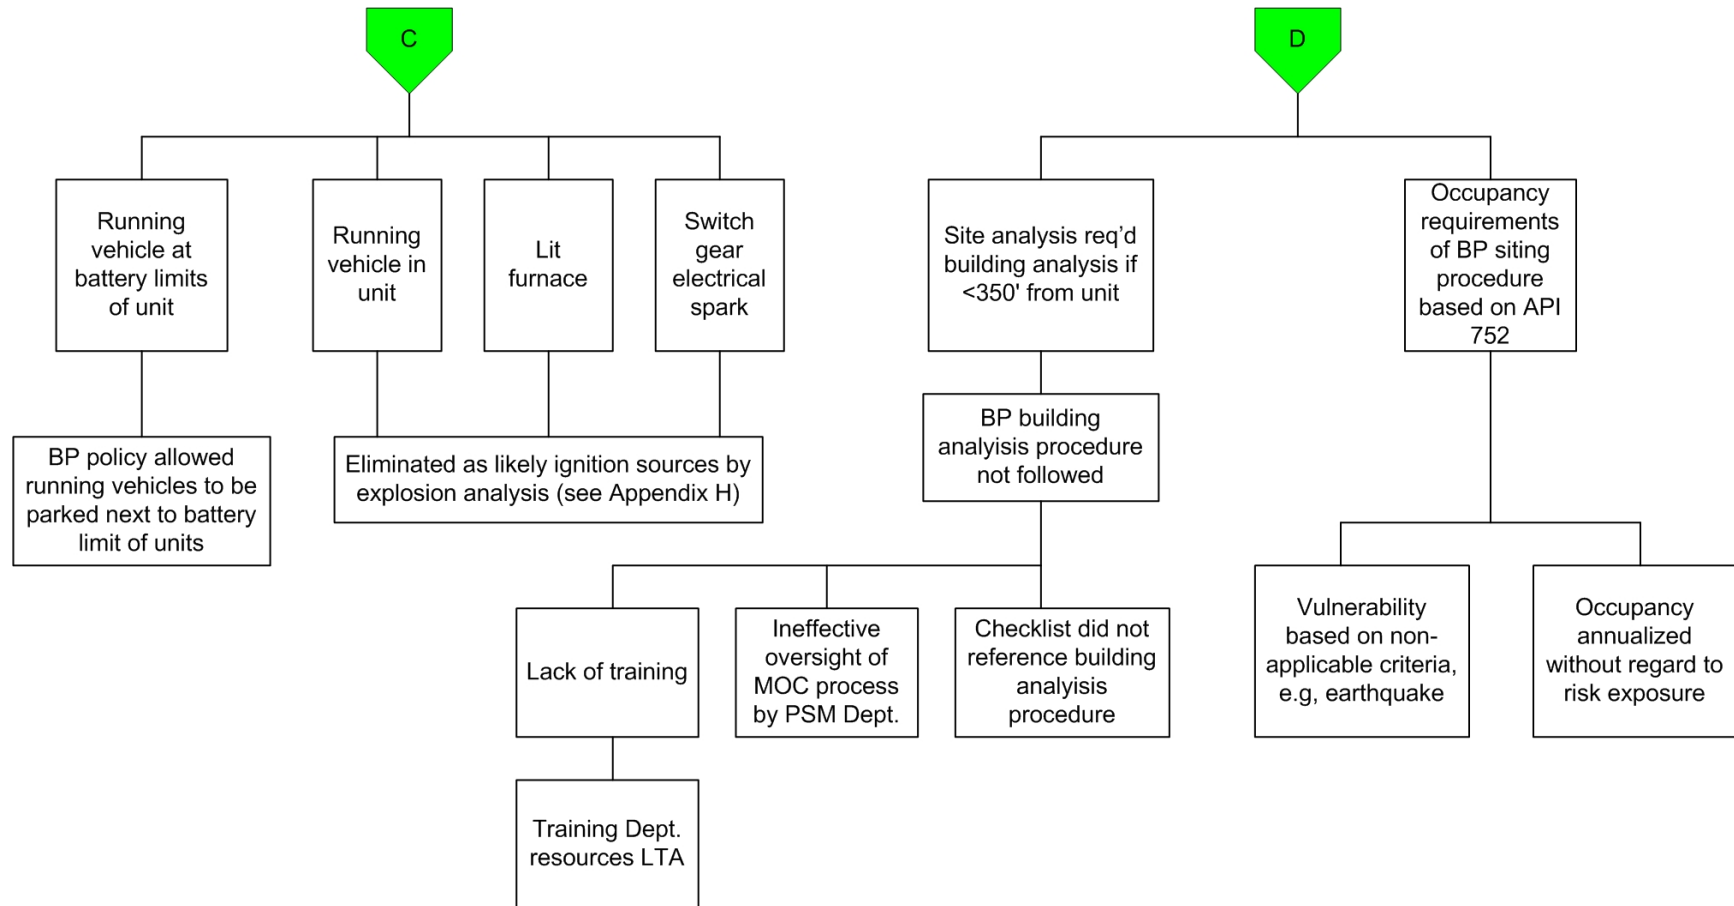 C
D
Running
vehicle at
battery limits
of unit
Running
vehicle in
unit
Lit
furnace
Switch
gear
electrical
spark
Site analysis req’d
building analysis if
<350' from unit
Occupancy
requirements
of BP siting
procedure
based on API
752
BP policy allowed
running vehicles to be
parked next to battery
limit of units
Eliminated as likely ignition sources by
explosion analysis (see Appendix H)
BP building
analyisis procedure
not followed
Lack of training
Ineffective
oversight of
MOC process
by PSM Dept.
Checklist did not
reference building
analyisis
procedure
Vulnerability
based on non-
applicable criteria,
e.g, earthquake
Occupancy
annualized
without regard to
risk exposure
Training Dept.
resources LTA